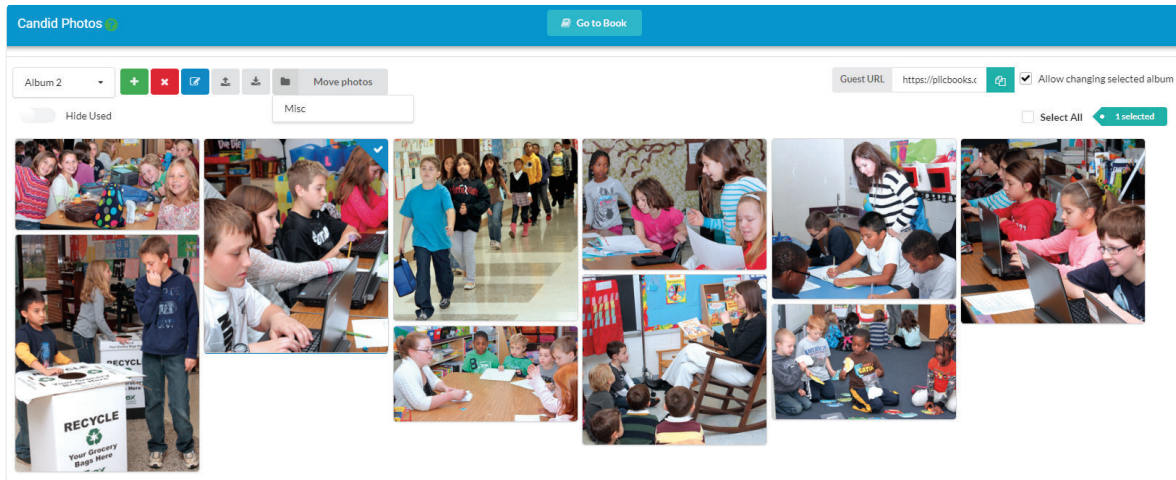 Candid Photos ?
Go to Book
Album 2
Move photos
Guest URL
https://plicbooks.c
Allow changing selected album
Misc
Hide Used
Select All
1 selected
RECYCLE
Your Grocery
Bags Here
RECYCL